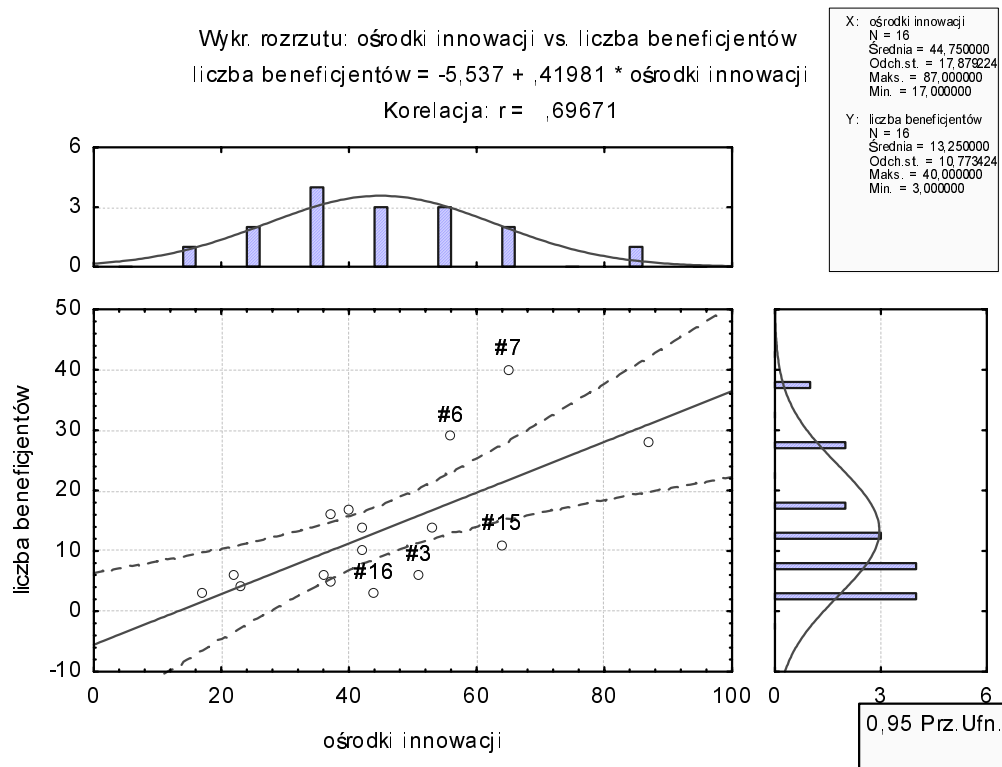 Wykr. rozrzutu: ośrodki innowacji vs. liczba beneficjentów
liczba beneficjentów = -5,537 + ,41981 * ośrodki innowacji
Korelacja: r = ,69671
X: ośrodki innowacji
N = 16
Średnia = 44,750000
Odch.st. = 17,879224
Maks. = 87,000000
Min. = 17,000000
Y: liczba beneficjentów
N = 16
Średnia = 13,250000
Odch.st. = 10,773424
Maks. = 40,000000
Min. = 3,000000
6
3
0
50
40
30
20
10
0
-10
liczba beneficjentów
#7
#6
#15
#3
#16
0 20 40 60 80 100
ośrodki innowacji
0 3 6
0,95 Prz.Ufn.